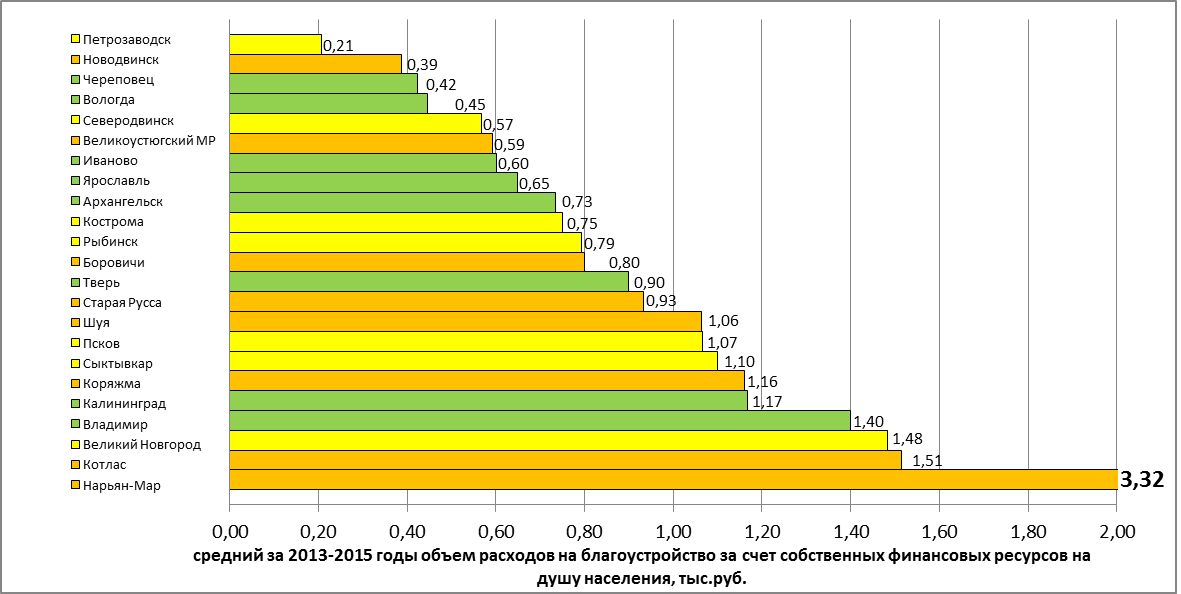 Петрозаводск 0,21
Новодвинск 0,39
Череповец 0,42
Вологда 0,45
Северодвинск 0,57
Великоустюгский МР 0,59
Иваново 0,60
Ярославль 0,65
Архангельск 0,73
Кострома 0,75
Рыбинск 0,79
Боровичи 0,80
Тверь 0,90
Старая Русса 0,93
Шуя 1,06
Псков 1,07
Сыктывкар 1,10
Коряжма 1,16
Калининград 1,17
Владимир 1,40
Великий Новгород 1,48
Котлас 1,51
Нарьян-Мар 3,32
0,00 0,20 0,40 0,60 0,80 1,00 1,20 1,40 1,60 1,80 2,00
средний за 2013-2015 годы объем расходов на благоустройство за счет собственных финансовых ресурсов на
душу населения, тыс.руб.